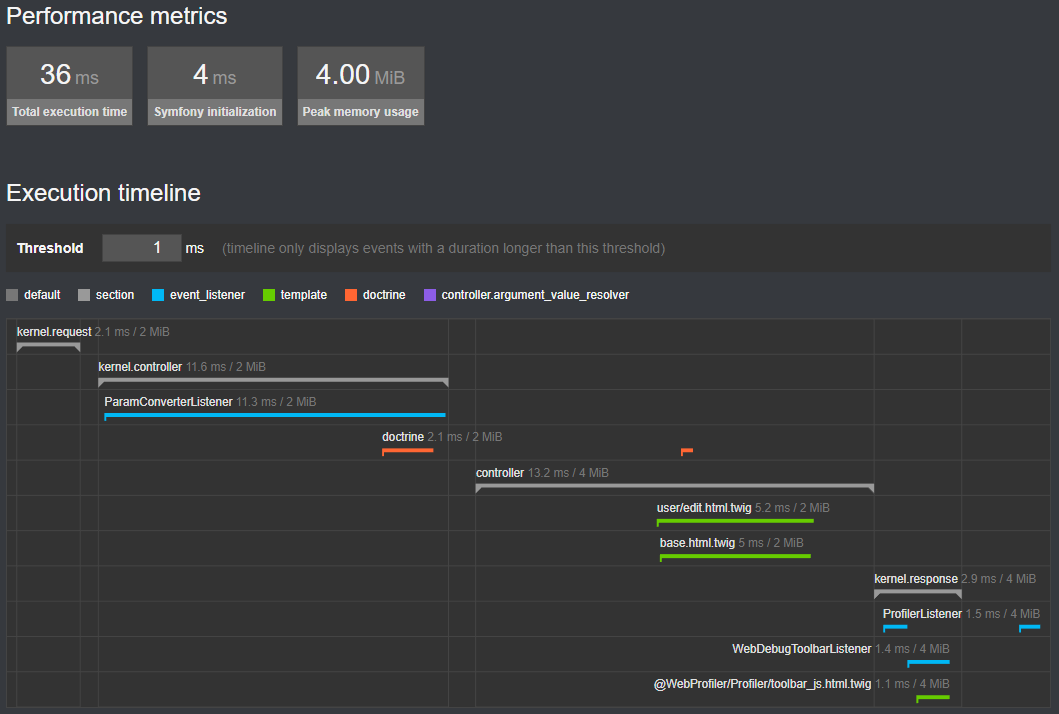 Performance metrics
36 ms
Total execution time
4 ms
Symfony initialization
4.00 MiB
Peak memory usage
Execution timeline
Threshold 1 ms (timeline only displays events with a duration longer than this threshold)
default section event_listener template doctrine controller.argument_value_resolver
kernel.request 2.1 ms / 2 MiB
kernel.controller 11.6 ms / 2 MiB
ParamConverterListener 11.3 ms / 2 MiB
doctrine 2.1 ms / 2 MiB
controller 13.2 ms / 4 MiB
user/edit.html.twig 5.2 ms / 2 MiB
base.html.twig 5 ms / 2 MiB
kernel.response 2.9 ms / 4 MiB
ProfilerListener 1.5 ms / 4 MiB
WebDebugToolbarListener 1.4 ms / 4 MiB
@WebProfiler/Profiler/toolbar_js.html.twig 1.1 ms / 4 MiB